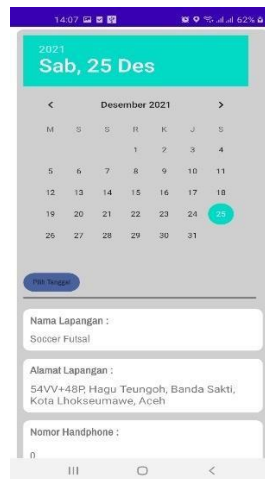 14:07 62%
2021
Sab, 25 Des
< Desember 2021 >
M S S R K J S
1 2 3 4
5 6 7 8 9 10 11
12 13 14 15 16 17 18
19 20 21 22 23 24 25
26 27 28 29 30 31
Pilih Tanggal
Nama Lapangan :
Soccer Futsal
Alamat Lapangan :
54VV+48P, Hagu Teungoh, Banda Sakti,
Kota Lhokseumawe, Aceh
Nomor Handphone :
0